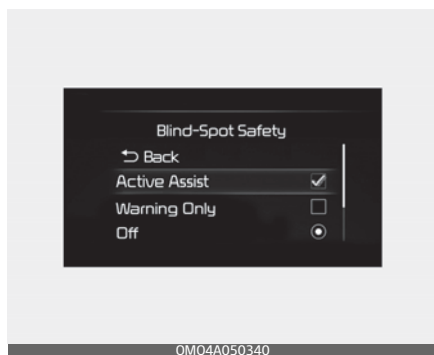 Blind-Spot Safety
Back
Active Assist
Warning Only
Off
OMO4A050340